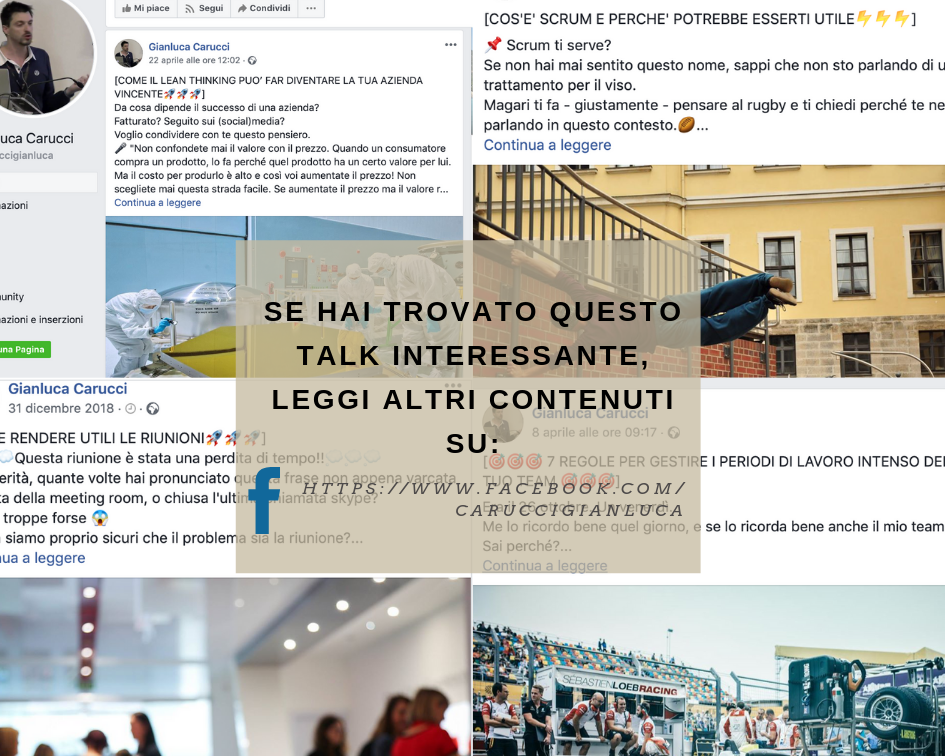 Mi piace Segui Condividi ...
Gianluca Carucci
22 aprile alle ore 12:02 ·
[COME IL LEAN THINKING PUO' FAR DIVENTARE LA TUA AZIENDA
VINCENTE🚀🚀🚀]
Da cosa dipende il successo di una azienda?
Fatturato? Seguito sui (social)media?
Voglio condividere con te questo pensiero.
🎤 "Non confondete mai il valore con il prezzo. Quando un consumatore
compra un prodotto, lo fa perché quel prodotto ha un certo valore per lui.
Ma il costo per produrlo è alto e così voi aumentate il prezzo! Non
scegliete mai questa strada facile. Se aumentate il prezzo ma il valore r...
Continua a leggere
uca Carucci
ccigianluca
nazioni
unity
nazioni e inserzioni
una Pagina
[COS'E' SCRUM E PERCHE' POTREBBE ESSERTI UTILE⚡⚡⚡]
📌 Scrum ti serve?
Se non hai mai sentito questo nome, sappi che non sto parlando di u
trattamento per il viso.
Magari ti fa - giustamente - pensare al rugby e ti chiedi perché te ne
parlando in questo contesto.🏉...
Continua a leggere
SE HAI TROVATO QUESTO
TALK INTERESSANTE,
LEGGI ALTRI CONTENUTI
SU:
HTTPS://WWW.FACEBOOK.COM/
CARUCCIGIANLUCA
Gianluca Carucci
31 dicembre 2018 ·
E RENDERE UTILI LE RIUNIONI🚀🚀🚀]
💭Questa riunione è stata una perdita di tempo!!💭💭💭
erità, quante volte hai pronunciato questa frase non appena varcata
ta della meeting room, o chiusa l'ultima chiamata skype?
troppe forse 😱
siamo proprio sicuri che il problema sia la riunione?...
nua a leggere
Gianluca Carucci
8 aprile alle ore 09:17 ·
[🎯🎯🎯 7 REGOLE PER GESTIRE I PERIODI DI LAVORO INTENSO DEL
TUO TEAM 🎯🎯🎯]
Era il 26 ottobre. Un venerdì.
Me lo ricordo bene quel giorno, e se lo ricorda bene anche il mio team
Sai perché?...
Continua a leggere
SEBASTIEN LOEB RACING